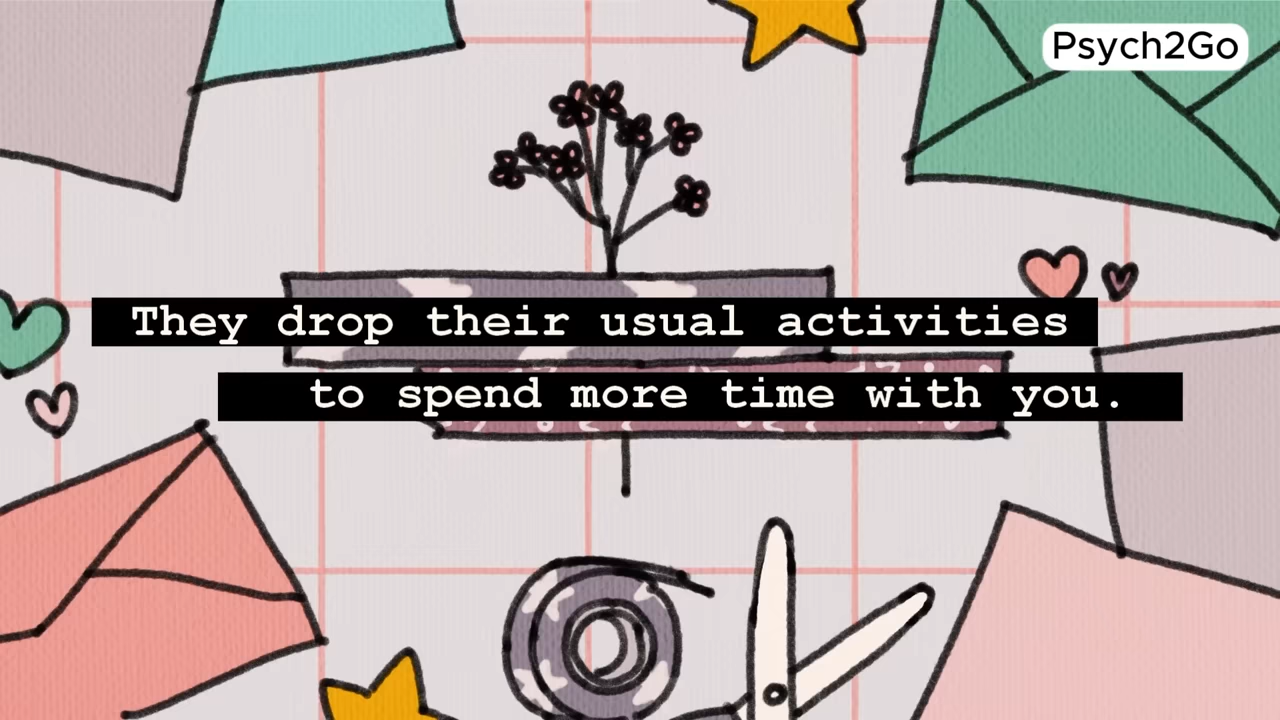 Psych2Go
They drop their usual activities
to spend more time with you.